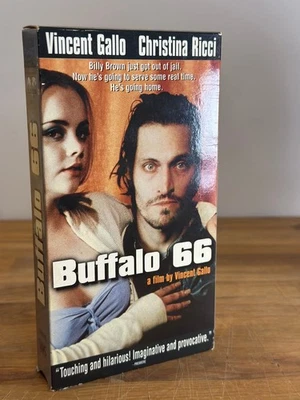 Vincent Gallo Christina Ricci
Billy Brown just got out of jail.
Now he's going to serve some real time.
He's going home.
Buffalo 66
a film by Vincent Gallo
"Touching and hilarious! Imaginative and provocative."
Buffalo 66